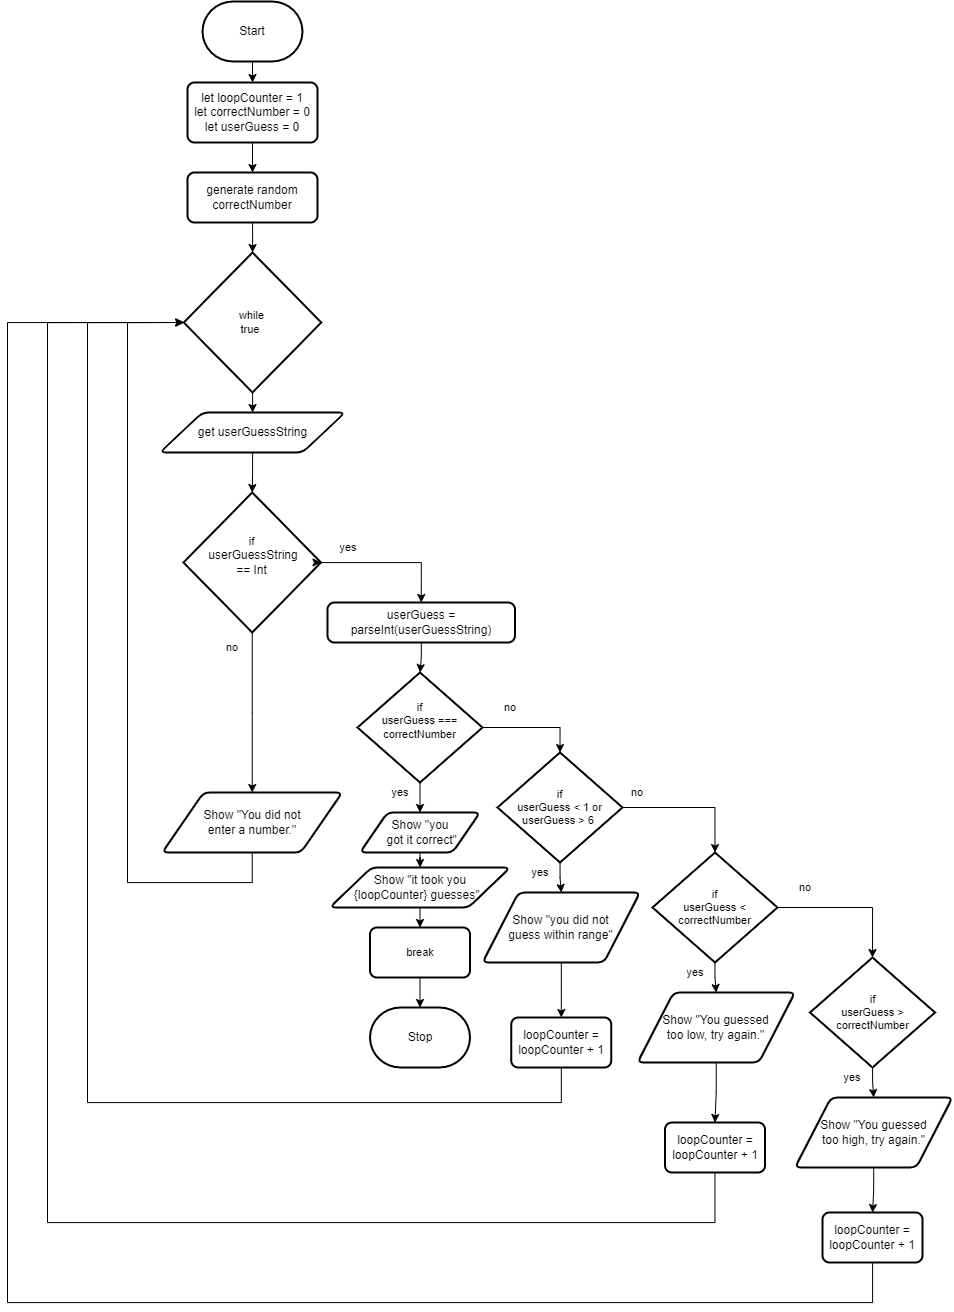 Start
let loopCounter = 1
let correctNumber = 0
let userGuess = 0
generate random
correctNumber
while
true
get userGuessString
if
userGuessString
== Int
yes
no
userGuess =
parseInt(userGuessString)
if
userGuess ===
correctNumber
no
yes
Show "You did not
enter a number."
Show "you
got it correct"
Show "it took you
{loopCounter} guesses"
break
Stop
if
userGuess < 1 or
userGuess > 6
no
yes
Show "you did not
guess within range"
loopCounter =
loopCounter + 1
if
userGuess <
correctNumber
no
yes
Show "You guessed
too low, try again."
loopCounter =
loopCounter + 1
if
userGuess >
correctNumber
yes
Show "You guessed
too high, try again."
loopCounter =
loopCounter + 1